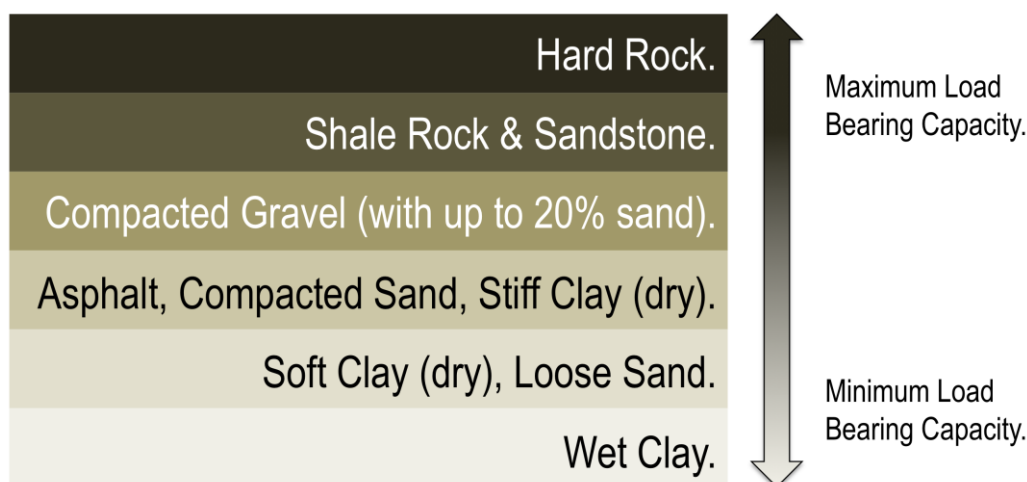 Hard Rock.
Shale Rock & Sandstone.
Compacted Gravel (with up to 20% sand).
Asphalt, Compacted Sand, Stiff Clay (dry).
Soft Clay (dry), Loose Sand.
Wet Clay.
Maximum Load
Bearing Capacity.
Minimum Load
Bearing Capacity.